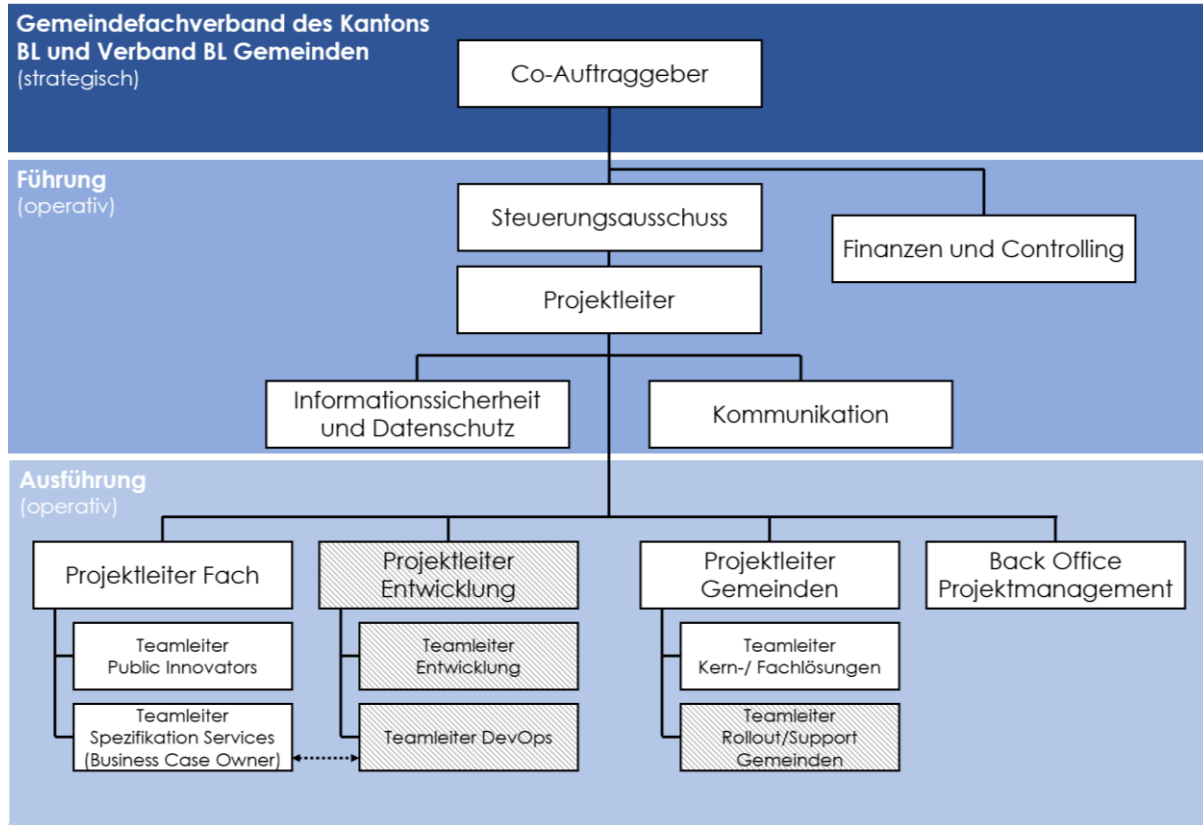 Gemeindefachverband des Kantons
BL und Verband BL Gemeinden
(strategisch)
Co-Auftraggeber
Führung
(operativ)
Steuerungsausschuss
Finanzen und Controlling
Projektleiter
Informationssicherheit
und Datenschutz
Kommunikation
Ausführung
(operativ)
Projektleiter Fach
Projektleiter
Entwicklung
Projektleiter
Gemeinden
Back Office
Projektmanagement
Teamleiter
Public Innovators
Teamleiter
Entwicklung
Teamleiter
Kern-/ Fachlösungen
Teamleiter
Spezifikation Services
(Business Case Owner)
Teamleiter DevOps
Teamleiter
Rollout/Support
Gemeinden